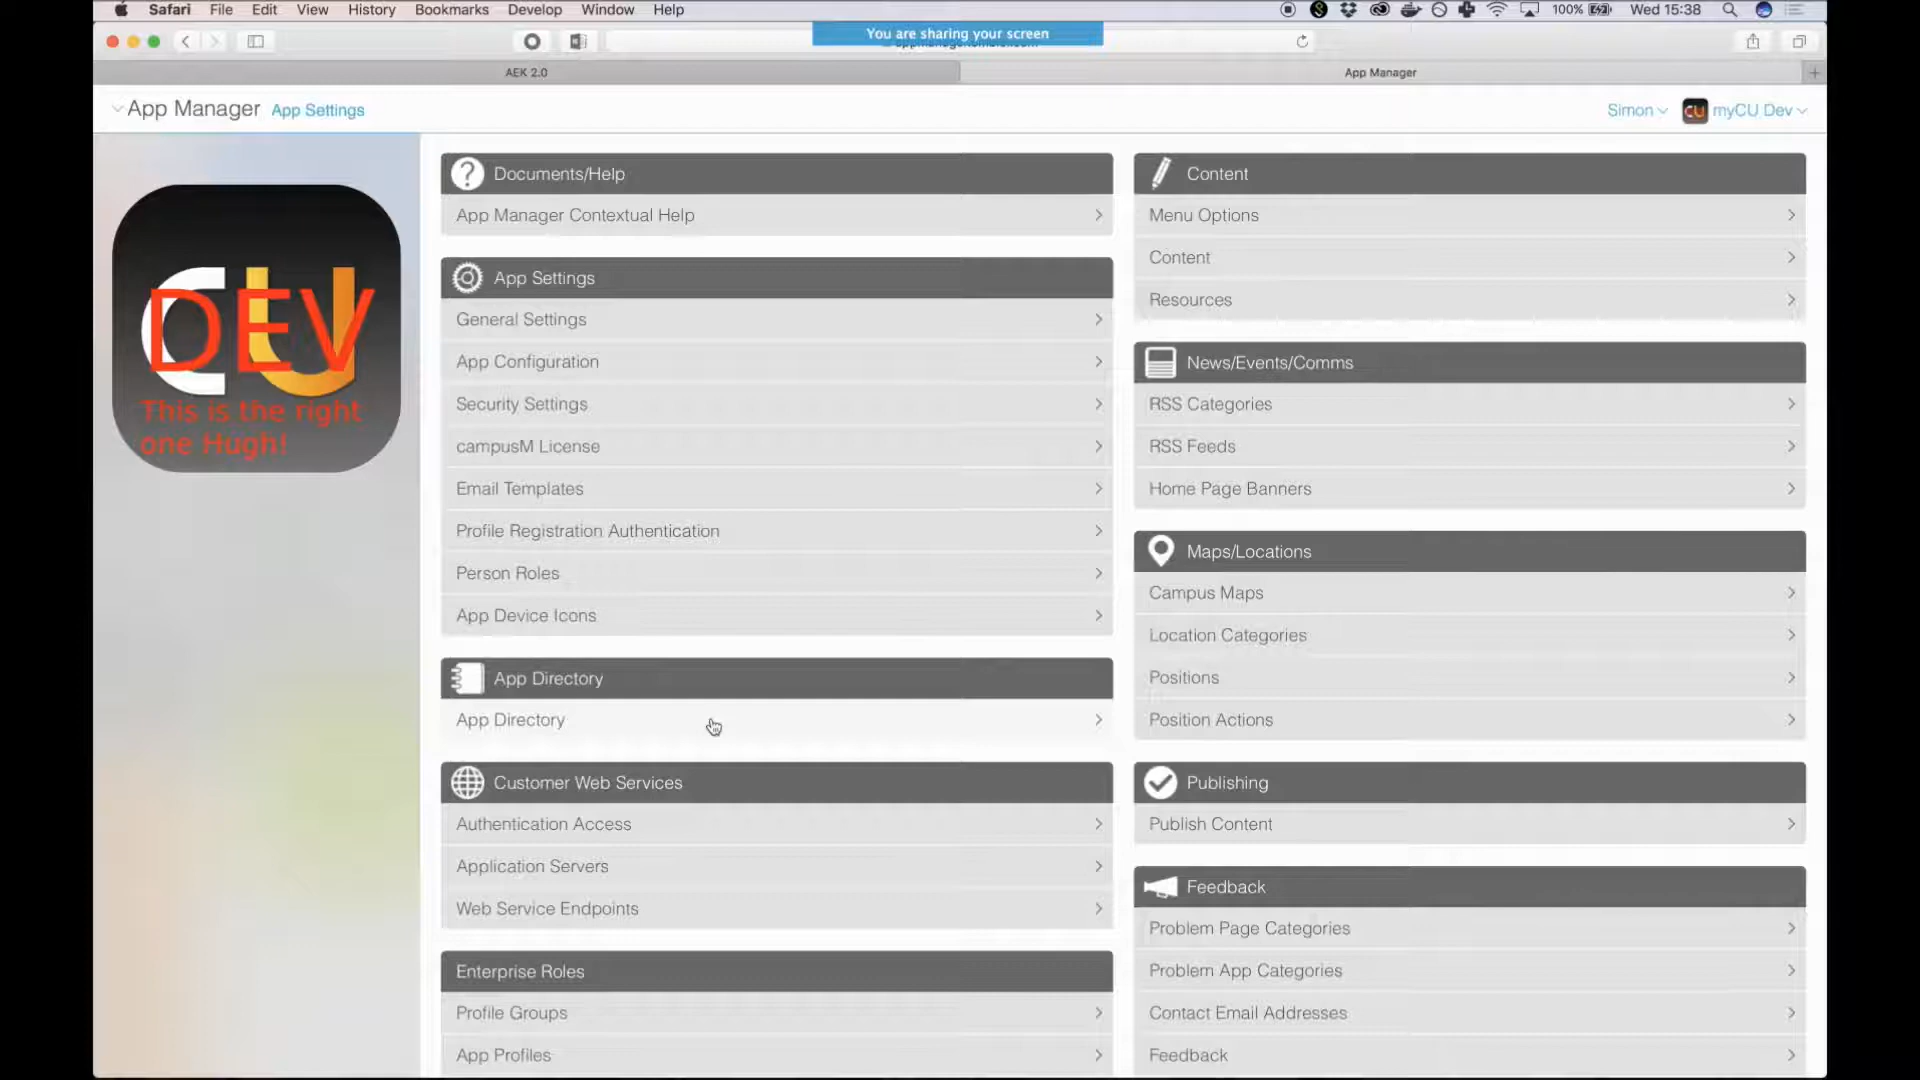 Safari File Edit View History Bookmarks Develop Window Help
100% Wed 15:38
You are sharing your screen
AEK 2.0
App Manager
App Manager App Settings
Simon
CU myCU Dev
CU
DEV
This is the right
one Hugh!
Documents/Help
App Manager Contextual Help
App Settings
General Settings
App Configuration
Security Settings
campusM License
Email Templates
Profile Registration Authentication
Person Roles
App Device Icons
App Directory
App Directory
Customer Web Services
Authentication Access
Application Servers
Web Service Endpoints
Enterprise Roles
Profile Groups
App Profiles
Content
Menu Options
Content
Resources
News/Events/Comms
RSS Categories
RSS Feeds
Home Page Banners
Maps/Locations
Campus Maps
Location Categories
Positions
Position Actions
Publishing
Publish Content
Feedback
Problem Page Categories
Problem App Categories
Contact Email Addresses
Feedback